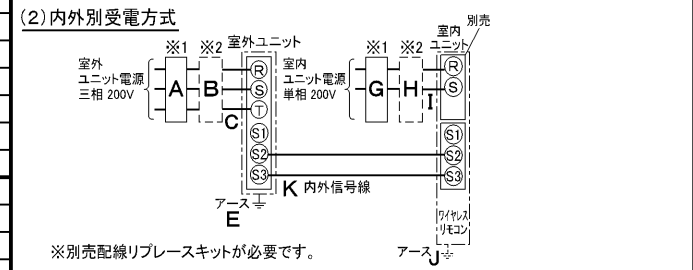 (2)内外別受電方式
※1 ※2 室外ユニット
室外
ユニット電源
三相 200V
A B
R
S
T
C
S1
S2
S3
アース
E
K 内外信号線
※1 ※2
室内
ユニット
別売
室内
ユニット電源
単相 200V
G H
I
R
S
S1
S2
S3
ワイヤレス
リモコン
アース J
※別売配線リプレースキットが必要です。